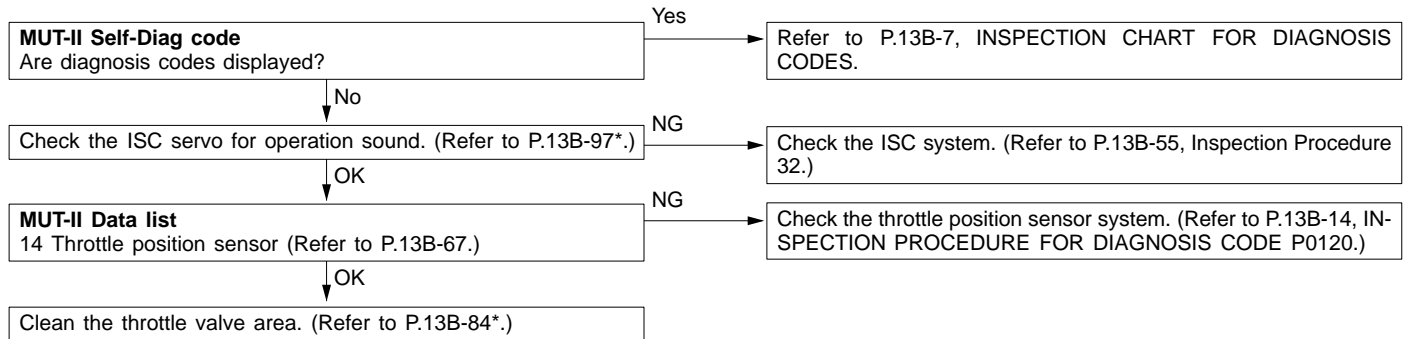 Yes
MUT-II Self-Diag code
Are diagnosis codes displayed?
Refer to P.13B-7, INSPECTION CHART FOR DIAGNOSIS
CODES.
No
Check the ISC servo for operation sound. (Refer to P.13B-97*.)
NG
Check the ISC system. (Refer to P.13B-55, Inspection Procedure
32.)
OK
NG
MUT-II Data list
14 Throttle position sensor (Refer to P.13B-67.)
Check the throttle position sensor system. (Refer to P.13B-14, IN-
SPECTION PROCEDURE FOR DIAGNOSIS CODE P0120.)
OK
Clean the throttle valve area. (Refer to P.13B-84*.)